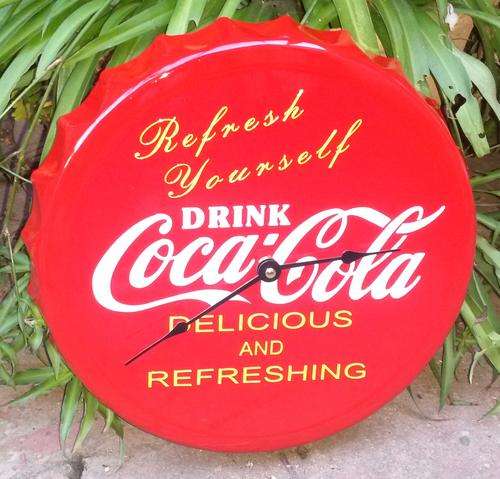 Refresh
Yourself
DRINK
Coca-Cola
DELICIOUS
AND
REFRESHING